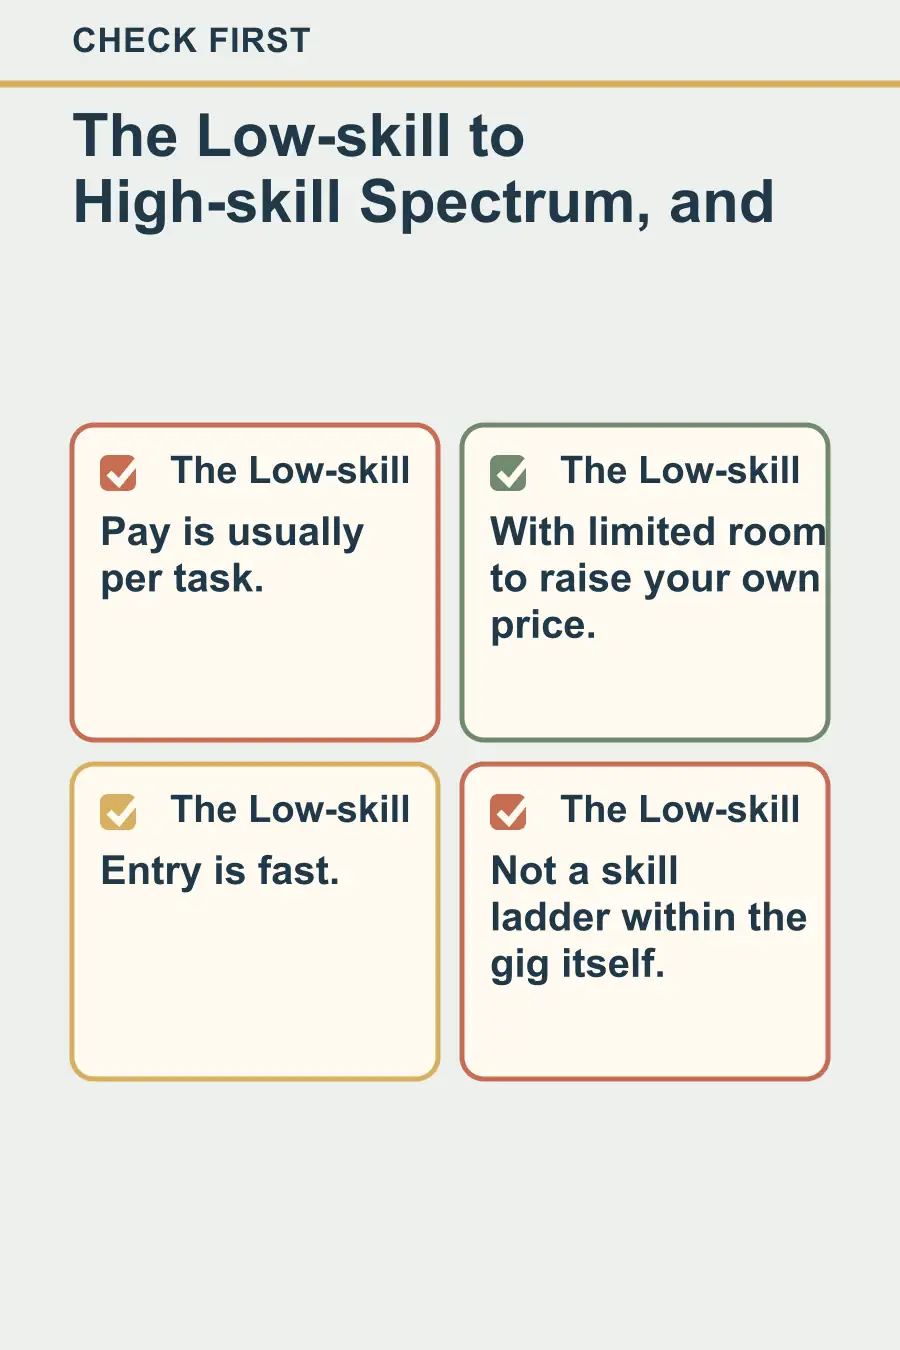 CHECK FIRST
The Low-skill to
High-skill Spectrum, and
The Low-skill
Pay is usually
per task.
The Low-skill
With limited room
to raise your own
price.
The Low-skill
Entry is fast.
The Low-skill
Not a skill
ladder within the
gig itself.